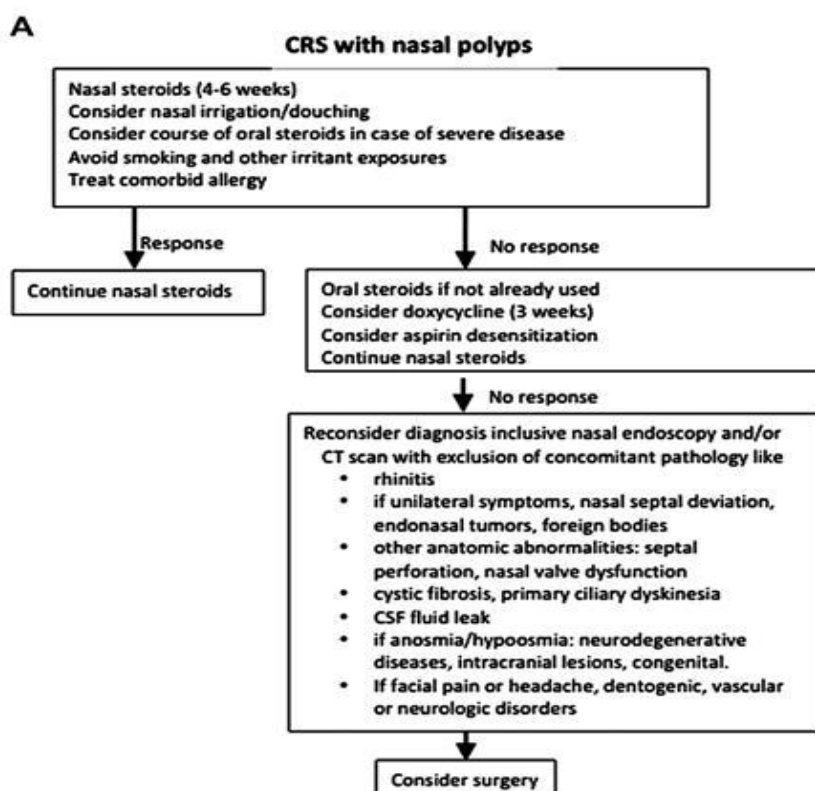 A
CRS with nasal polyps
Nasal steroids (4-6 weeks)
Consider nasal irrigation/douching
Consider course of oral steroids in case of severe disease
Avoid smoking and other irritant exposures
Treat comorbid allergy
Response
No response
Continue nasal steroids
Oral steroids if not already used
Consider doxycycline (3 weeks)
Consider aspirin desensitization
Continue nasal steroids
No response
Reconsider diagnosis inclusive nasal endoscopy and/or
CT scan with exclusion of concomitant pathology like
• rhinitis
• if unilateral symptoms, nasal septal deviation,
endonasal tumors, foreign bodies
• other anatomic abnormalities: septal
perforation, nasal valve dysfunction
• cystic fibrosis, primary ciliary dyskinesia
• CSF fluid leak
• if anosmia/hypoosmia: neurodegenerative
diseases, intracranial lesions, congenital.
• If facial pain or headache, dentogenic, vascular
or neurologic disorders
Consider surgery